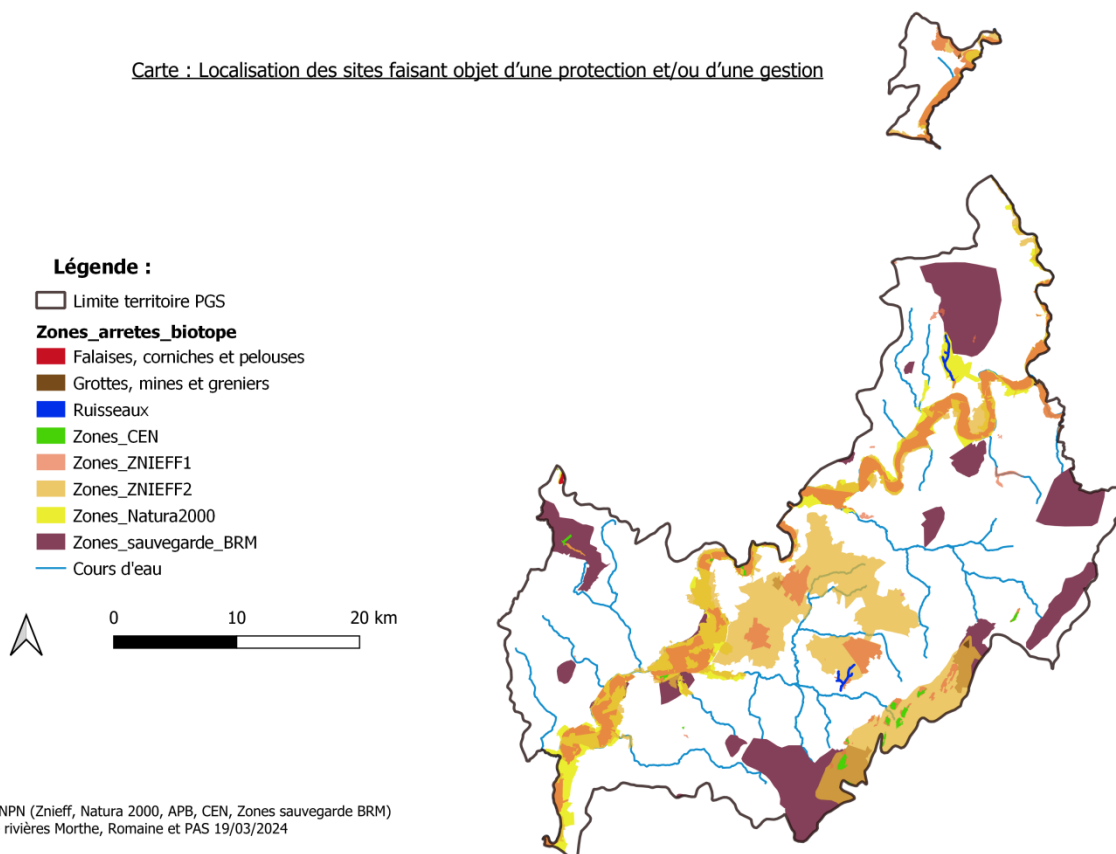 Carte : Localisation des sites faisant objet d'une protection et/ou d'une gestion
Légende :
Limite territoire PGS
Zones_arretes_biotope
Falaises, corniches et pelouses
Grottes, mines et greniers
Ruisseaux
Zones_CEN
Zones_ZNIEFF1
Zones_ZNIEFF2
Zones_Natura2000
Zones_sauvegarde_BRM
Cours d'eau
0 10 20 km
NPN (Znieff, Natura 2000, APB, CEN, Zones sauvegarde BRM)
rivières Morthe, Romaine et PAS 19/03/2024